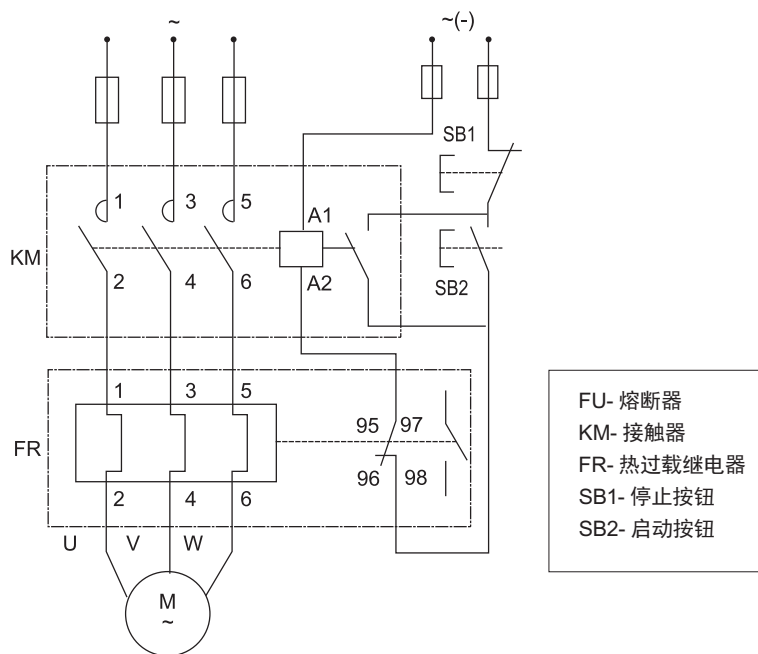 ~ ~(-)
SB1
1 3 5
A1
KM
2 4 6
A2
SB2
1 3 5
95 97
FR
96 98
2 4 6
U V W
M
~
FU- 熔断器
KM- 接触器
FR- 热过载继电器
SB1- 停止按钮
SB2- 启动按钮